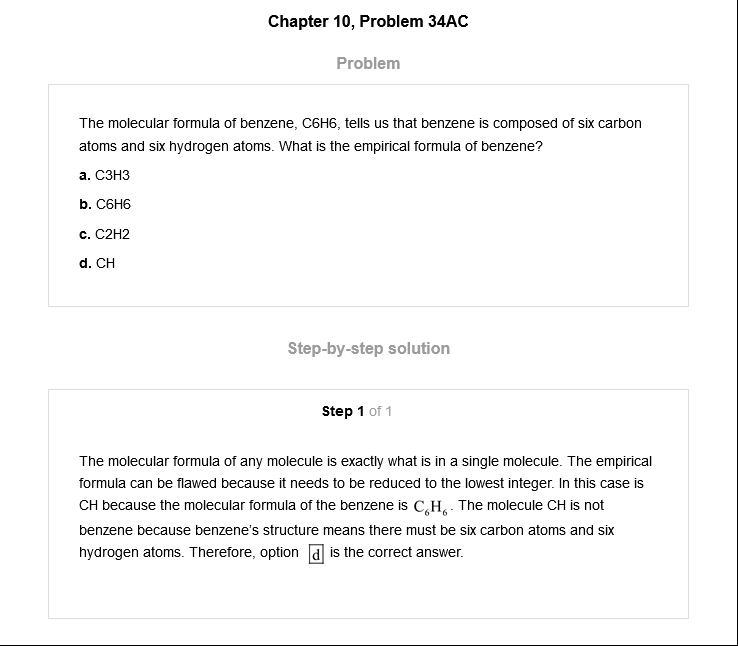 Chapter 10, Problem 34AC
Problem
The molecular formula of benzene, C6H6, tells us that benzene is composed of six carbon
atoms and six hydrogen atoms. What is the empirical formula of benzene?
a. C3H3
b. C6H6
c. C2H2
d. CH
Step-by-step solution
Step 1 of 1
The molecular formula of any molecule is exactly what is in a single molecule. The empirical
formula can be flawed because it needs to be reduced to the lowest integer. In this case is
CH because the molecular formula of the benzene is C₆H₆. The molecule CH is not
benzene because benzene's structure means there must be six carbon atoms and six
hydrogen atoms. Therefore, option d is the correct answer.